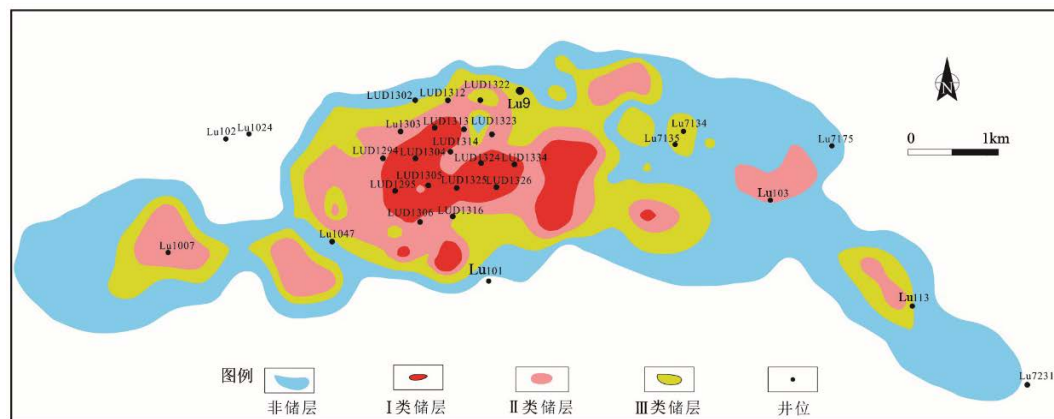 LUD1322
LUD1302
LUD1312
Lu9
Lu1303
LUD1313
LUD1323
Lu7134
Lu102
Lu1024
Lu7135
Lu7175
LUD1314
N
0
1km
LUD1294
LUD1304
LUD1324
LUD1334
LUD1305
LUD1295
LUD1325
LUD1326
Lu103
LUD1306
LUD1316
Lu1047
Lu1007
Lu101
Lu113
Lu7231
图例
非储层
I类储层
II类储层
III类储层
井位